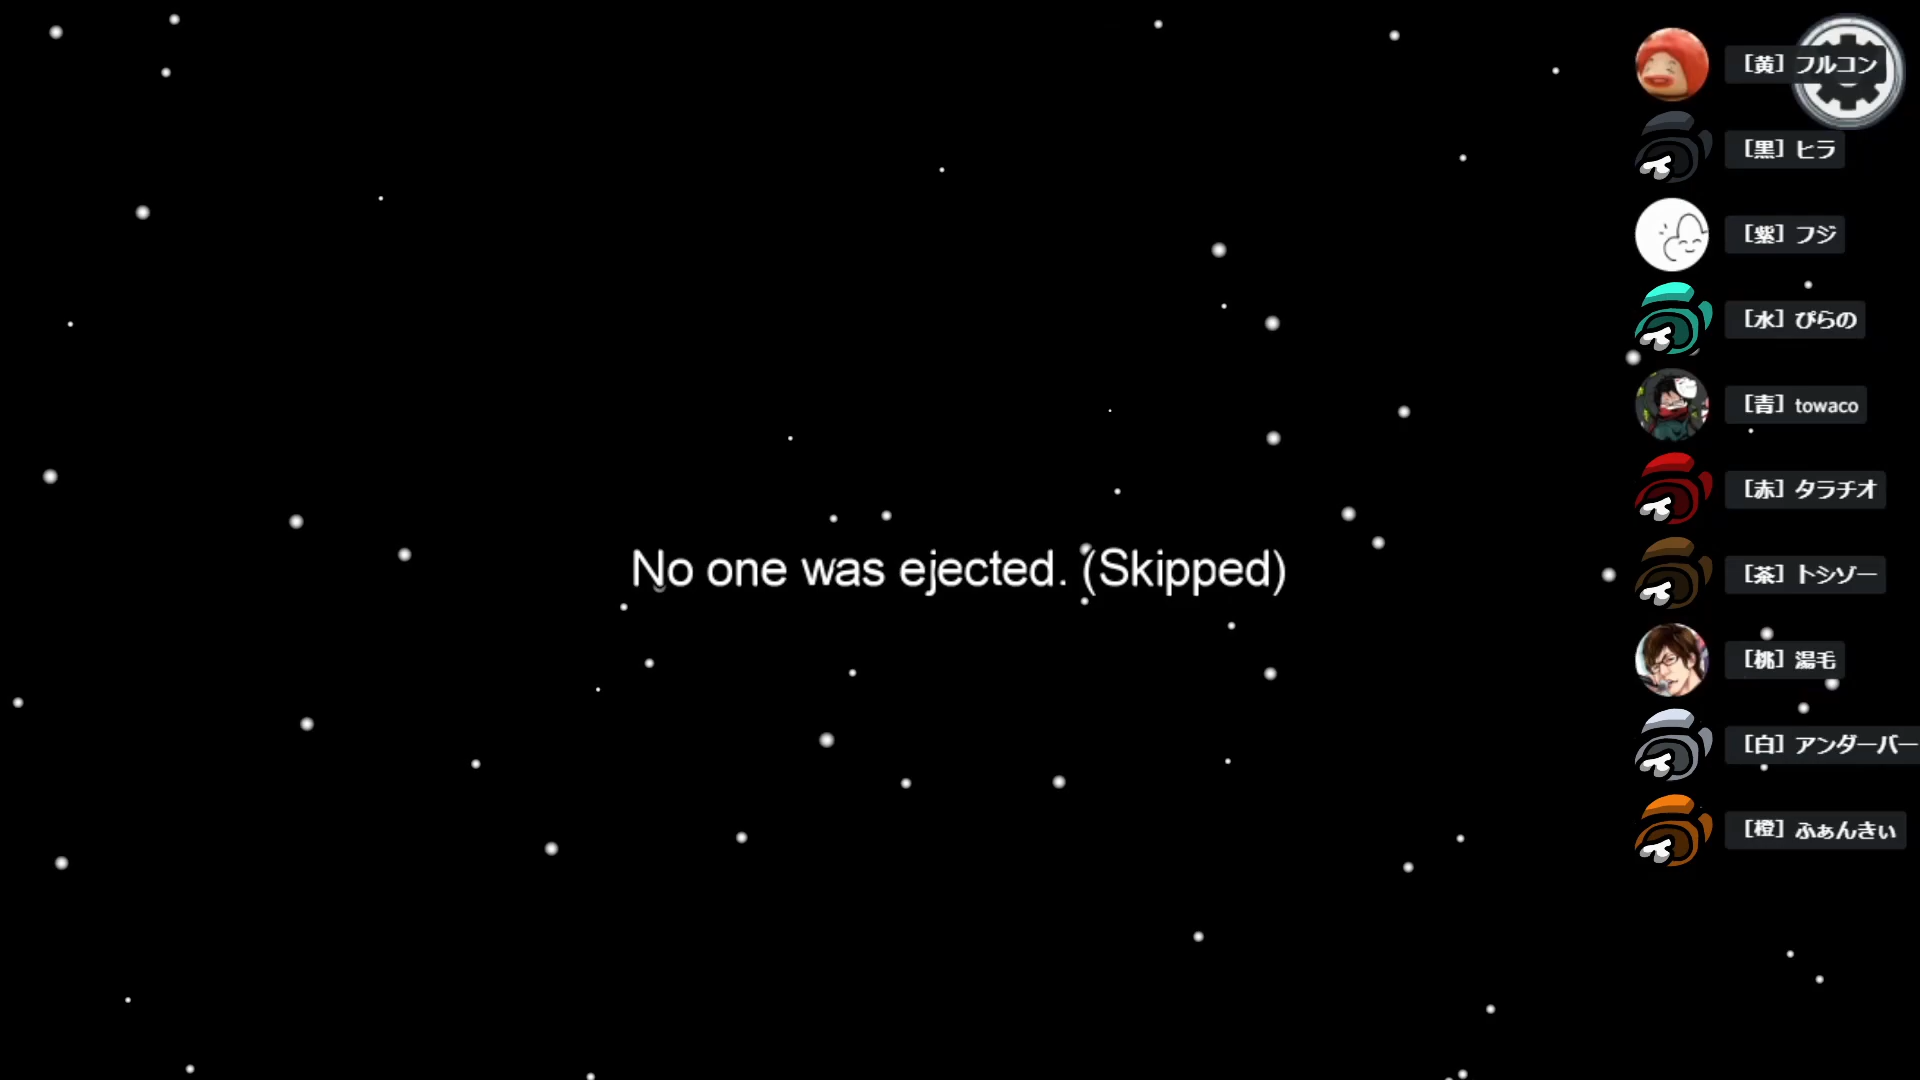 [黄] フルコン
[黒] ヒラ
[紫] フジ
[水] ぴらの
[青] towaco
[赤] タラチオ
No one was ejected. (Skipped)
[茶] トシゾー
[桃] 湯毛
[白] アンダーバー
[橙] ふぁんきぃ